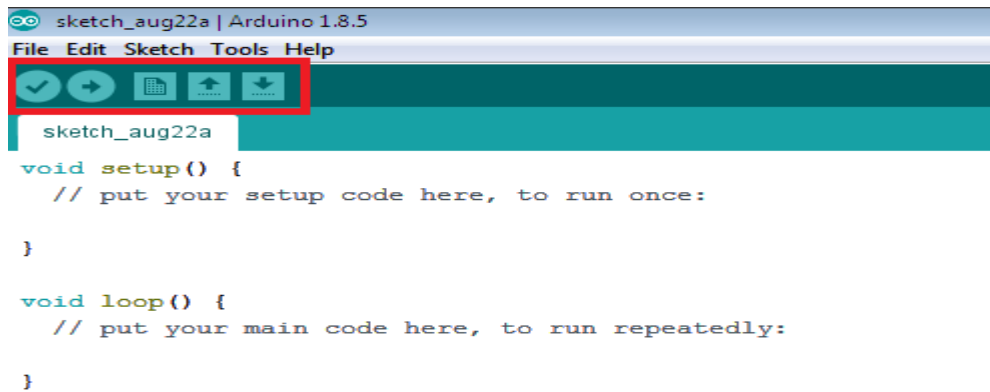 sketch_aug22a | Arduino 1.8.5
File Edit Sketch Tools Help
sketch_aug22a
void setup() {
  // put your setup code here, to run once:
}
void loop() {
  // put your main code here, to run repeatedly:
}